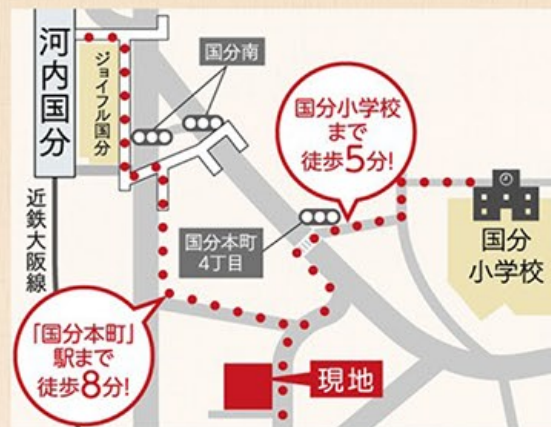 河内国分
ジョイフル国分
近鉄大阪線
国分南
国分小学校
まで
徒歩5分!
国分本町
4丁目
国分
小学校
「国分本町」
駅まで
徒歩8分!
現地